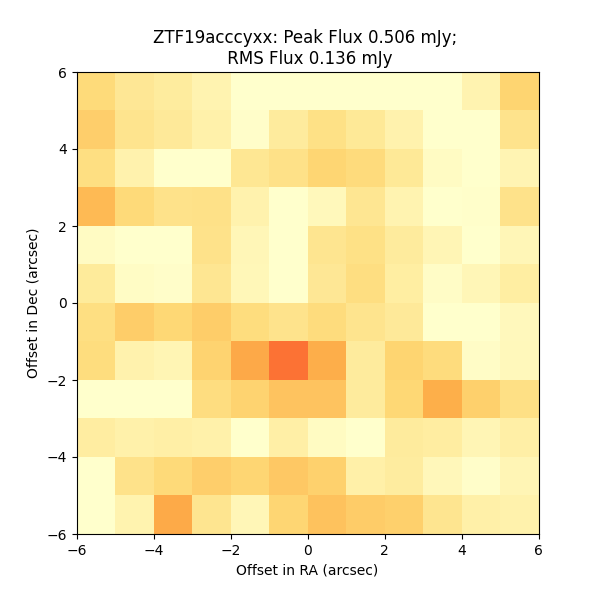 ZTF19acccyxx: Peak Flux 0.506 mJy;
RMS Flux 0.136 mJy
6
4
2
0
−2
−4
−6
Offset in Dec (arcsec)
−6 −4 −2 0 2 4 6
Offset in RA (arcsec)